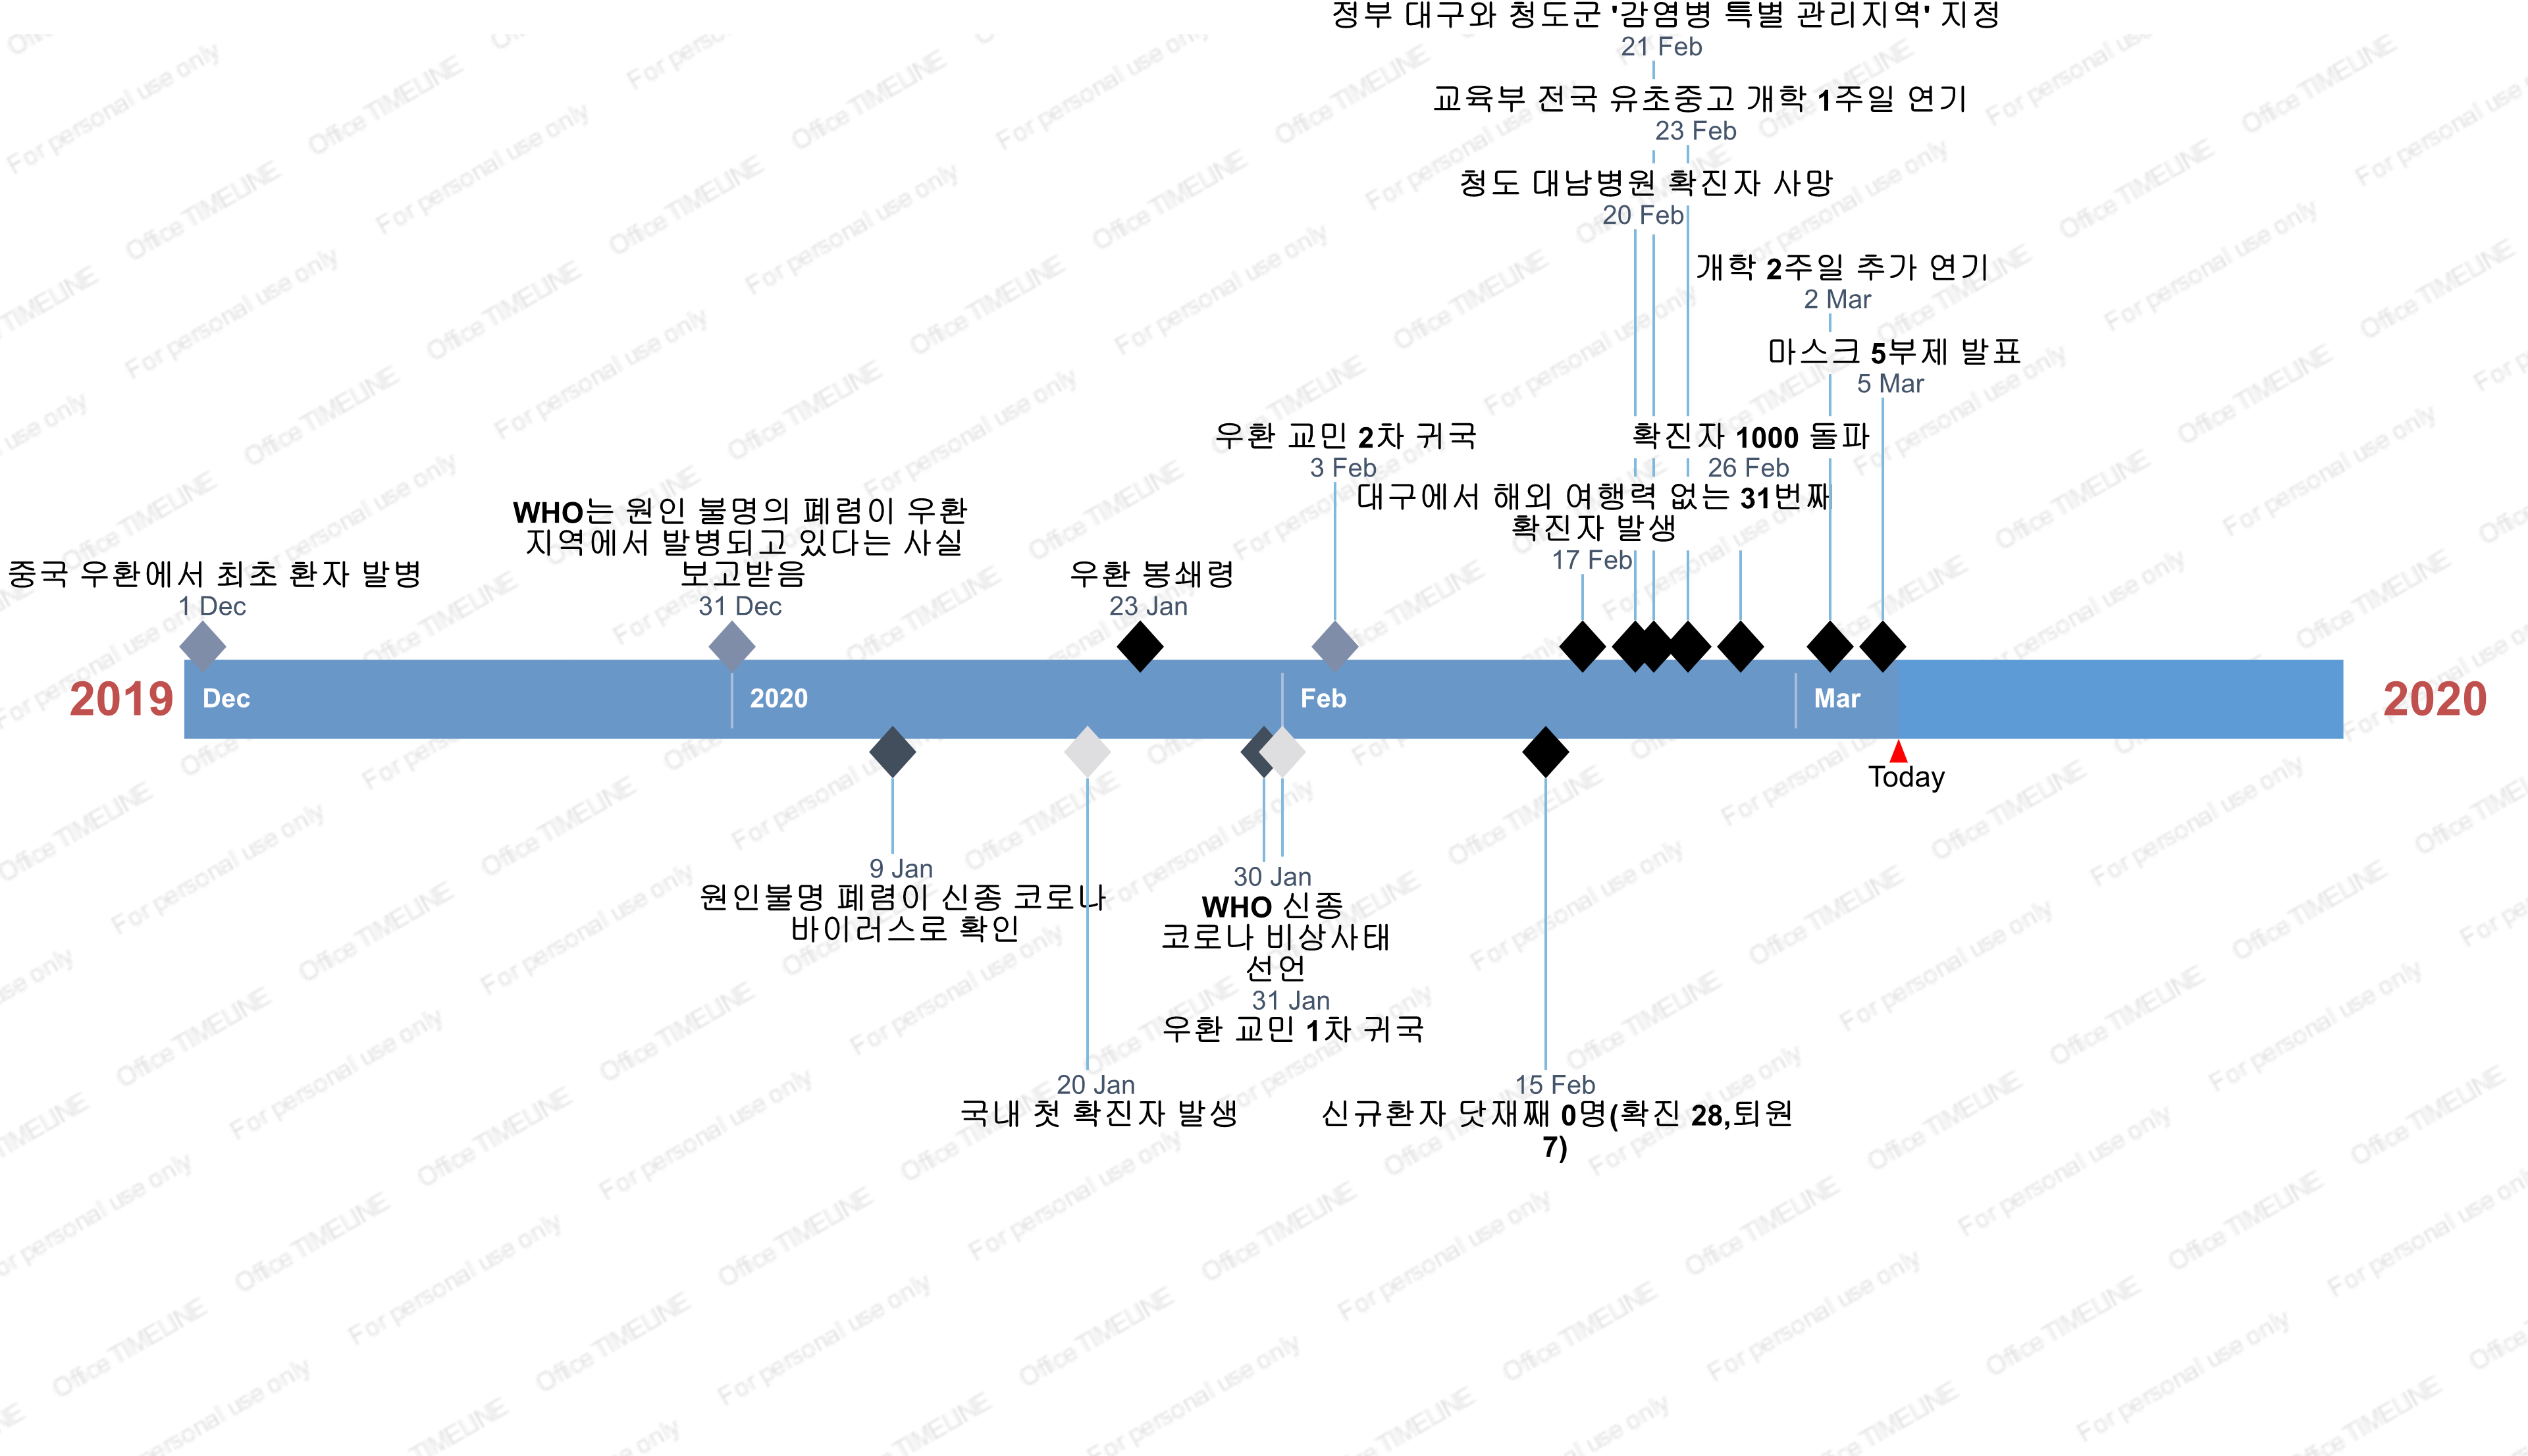 정부 대구와 청도군 '감염병 특별 관리지역' 지정
21 Feb
교육부 전국 유초중고 개학 1주일 연기
23 Feb
청도 대남병원 확진자 사망
20 Feb
개학 2주일 추가 연기
2 Mar
마스크 5부제 발표
5 Mar
우환 교민 2차 귀국
3 Feb
확진자 1000 돌파
26 Feb
대구에서 해외 여행력 없는 31번째
확진자 발생
17 Feb
WHO는 원인 불명의 폐렴이 우환
지역에서 발병되고 있다는 사실
보고받음
31 Dec
중국 우환에서 최초 환자 발병
1 Dec
우환 봉쇄령
23 Jan
2019
Dec
2020
Feb
Mar
2020
Today
9 Jan
원인불명 폐렴이 신종 코로나
바이러스로 확인
30 Jan
WHO 신종
코로나 비상사태
선언
31 Jan
우환 교민 1차 귀국
20 Jan
국내 첫 확진자 발생
15 Feb
신규환자 닷재째 0명(확진 28,퇴원
7)
Office TIMELINE
For personal use only